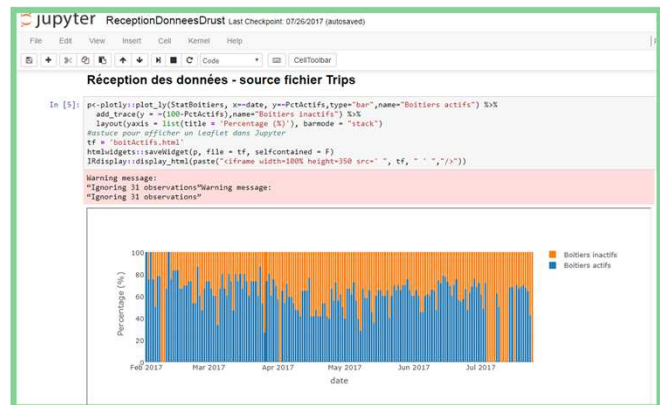 jupyter ReceptionDonneesDrust Last Checkpoint: 07/26/2017 (autosaved)
File Edit View Insert Cell Kernel Help
Code CellToolbar
Réception des données - source fichier Trips
In [5]: p<-plotly::plot_ly(StatBoitiers, x=~date, y=~PctActifs,type="bar",name="Boitiers actifs") %>%
add_trace(y = ~(100-PctActifs),name="Boitiers inactifs") %>%
layout(yaxis = list(title = 'Percentage (%)'), barmode = "stack")
#astuce pour afficher un leaflet dans Jupyter
tf = 'boitActifs.html'
htmlwidgets::saveWidget(p, file = tf, selfcontained = F)
IRdisplay::display_html(paste("<iframe width=100% height=350 src=' ", tf, " ' ","/>"))
Warning message:
“Ignoring 31 observations”Warning message:
“Ignoring 31 observations”
Boitiers inactifs
Boitiers actifs
Percentage (%)
100
80
60
40
20
0
Feb 2017 Mar 2017 Apr 2017 May 2017 Jun 2017 Jul 2017
date